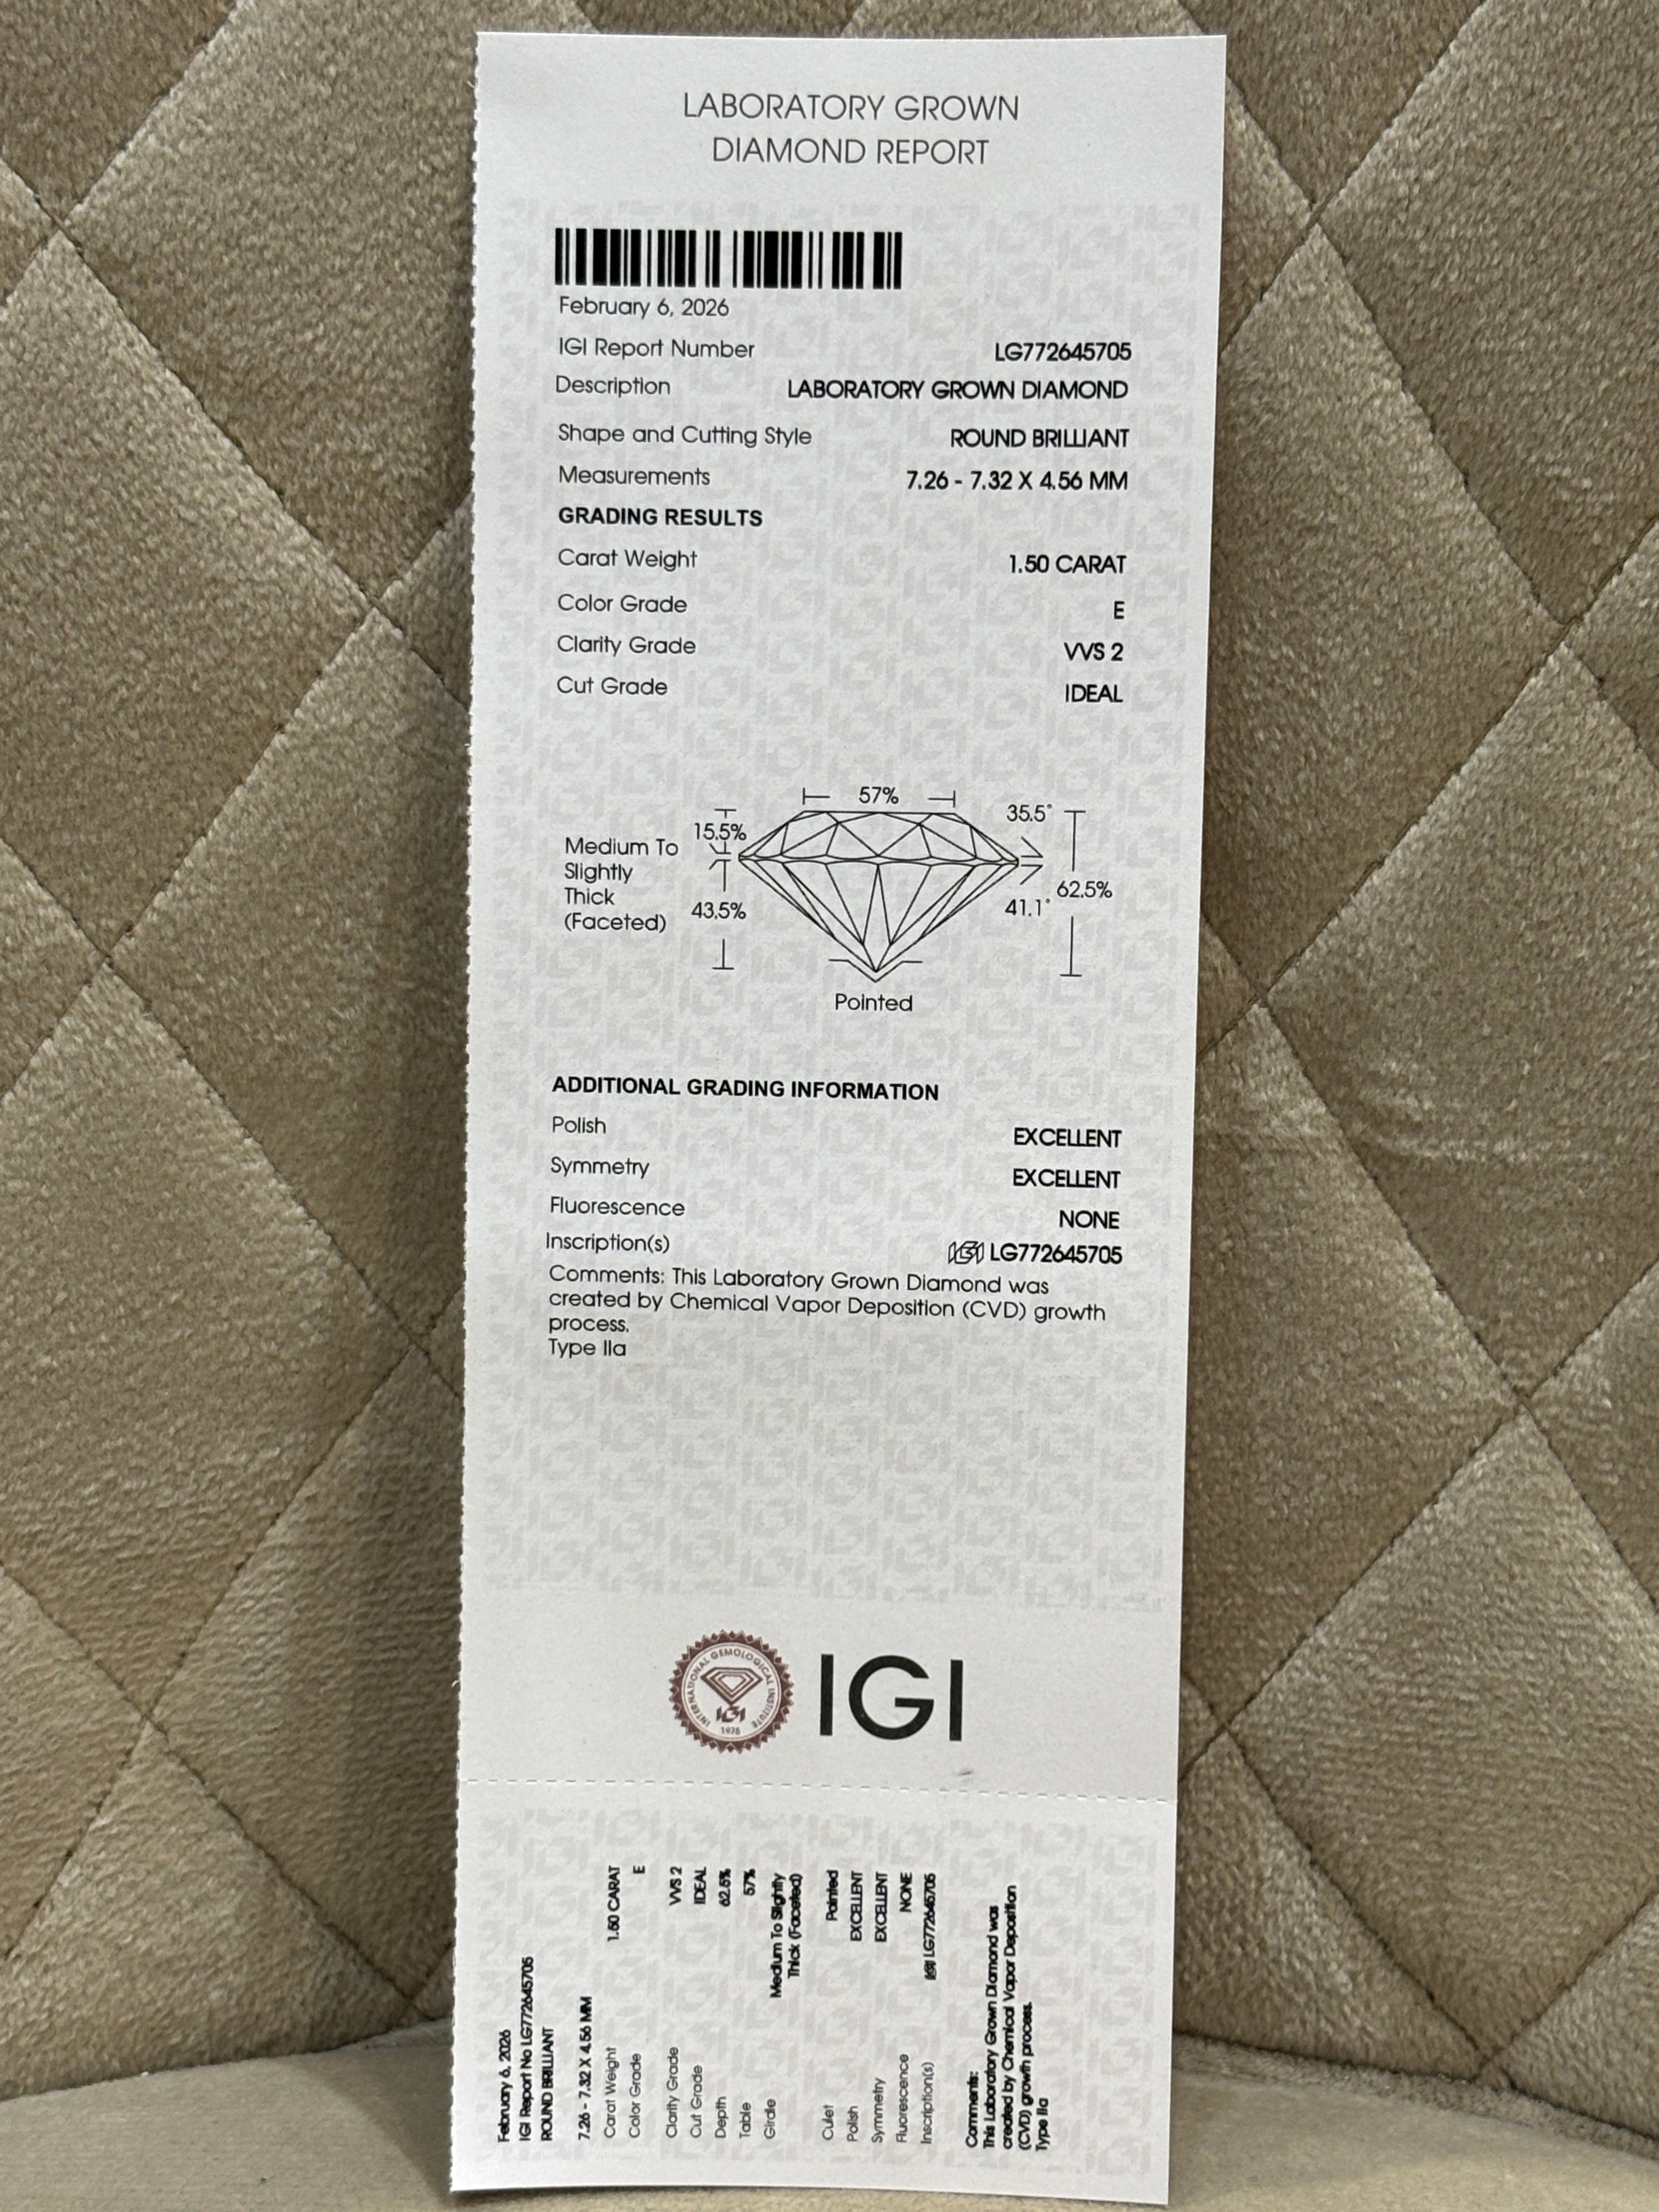 LABORATORY GROWN
DIAMOND REPORT
February 6, 2026
IGI Report Number LG772645705
Description LABORATORY GROWN DIAMOND
Shape and Cutting Style ROUND BRILLIANT
Measurements 7.26 - 7.32 X 4.56 MM
GRADING RESULTS
Carat Weight 1.50 CARAT
Color Grade E
Clarity Grade VVS 2
Cut Grade IDEAL
57%
15.5%
35.5°
Medium To
Slightly
Thick
(Faceted)
43.5%
41.1°
62.5%
Pointed
ADDITIONAL GRADING INFORMATION
Polish EXCELLENT
Symmetry EXCELLENT
Fluorescence NONE
Inscription(s) IGI LG772645705
Comments: This Laboratory Grown Diamond was
created by Chemical Vapor Deposition (CVD) growth
process.
Type IIa
INTERNATIONAL GEMOLOGICAL INSTITUTE
IGI
1975
IGI
February 6, 2026
IGI Report No LG772645705
ROUND BRILLIANT
7.26 - 7.32 X 4.56 MM
Carat Weight 1.50 CARAT
Color Grade E
Clarity Grade VVS 2
Cut Grade IDEAL
Depth 62.5%
Table 57%
Girdle Medium To Slightly
Thick (Faceted)
Culet Pointed
Polish EXCELLENT
Symmetry EXCELLENT
Fluorescence NONE
Inscription(s) IGI LG772645705
Comments:
This Laboratory Grown Diamond was
created by Chemical Vapor Deposition
(CVD) growth process.
Type IIa